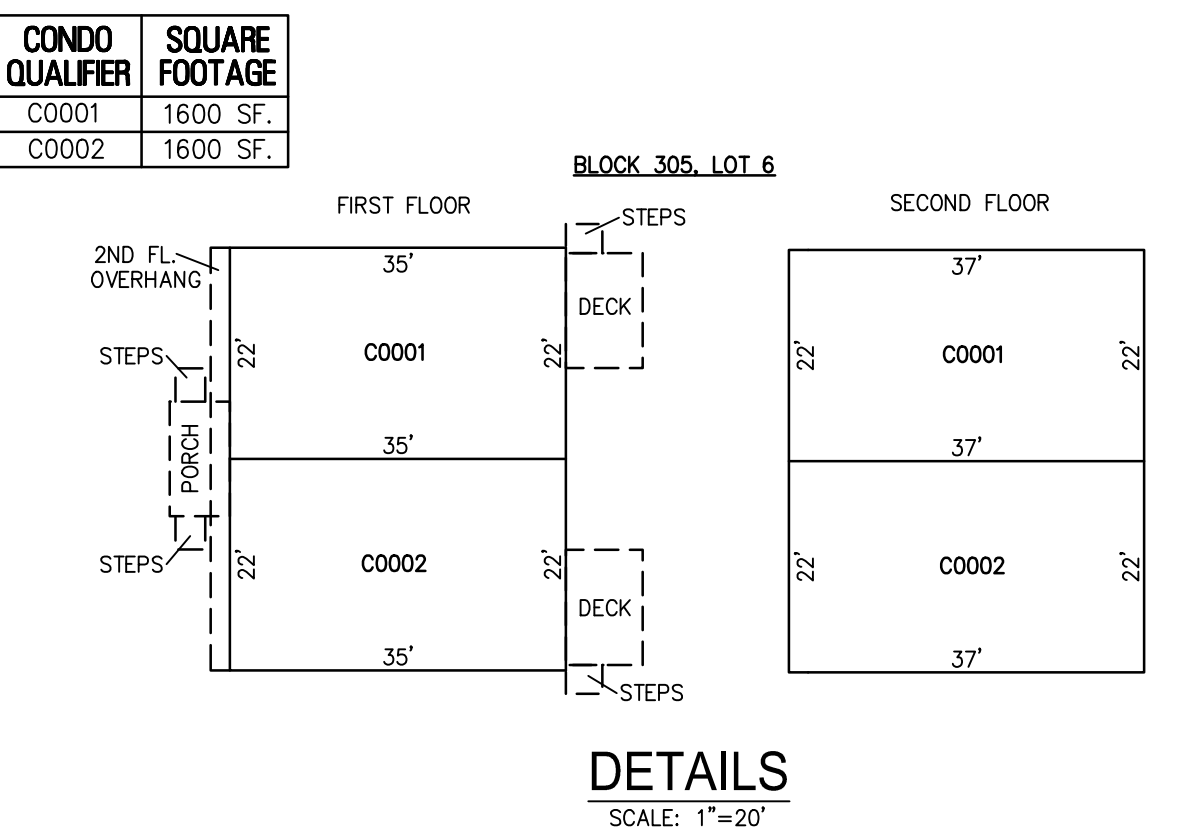 CONDO QUALIFIER
SQUARE FOOTAGE
C0001
1600 SF.
C0002
1600 SF.
BLOCK 305, LOT 6
FIRST FLOOR
STEPS
SECOND FLOOR
2ND FL.
OVERHANG
35'
DECK
37'
STEPS
22'
C0001
22'
22'
C0001
22'
PORCH
35'
37'
STEPS
22'
C0002
22'
22'
C0002
22'
DECK
35'
37'
STEPS
DETAILS
SCALE: 1"=20'